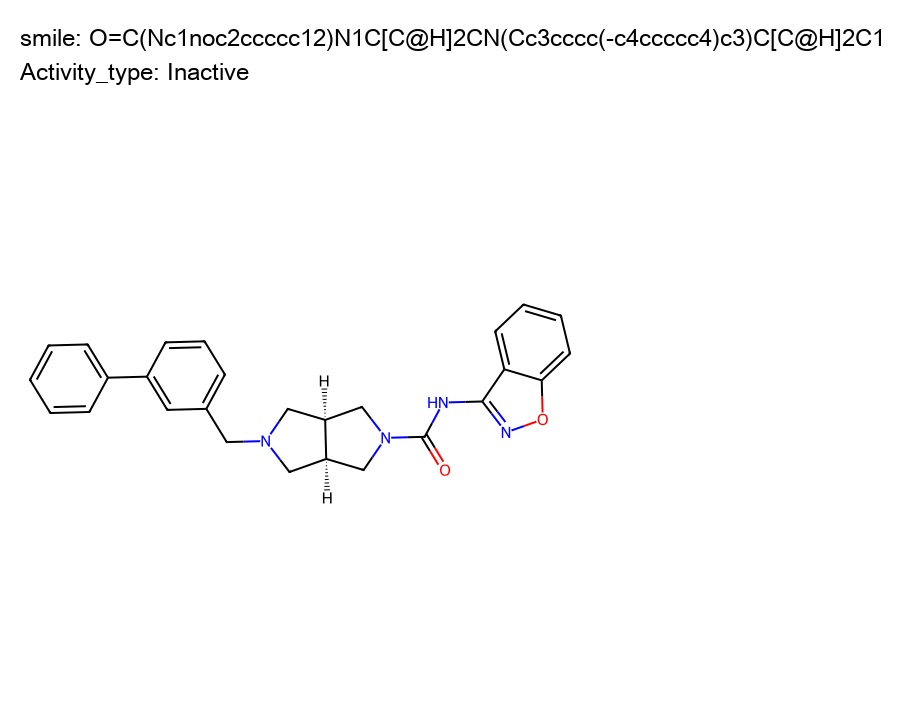 smile: O=C(Nc1noc2ccccc12)N1C[C@H]2CN(Cc3cccc(-c4ccccc4)c3)C[C@H]2C1
Activity_type: Inactive
H
HN
N
N
N
O
O
H